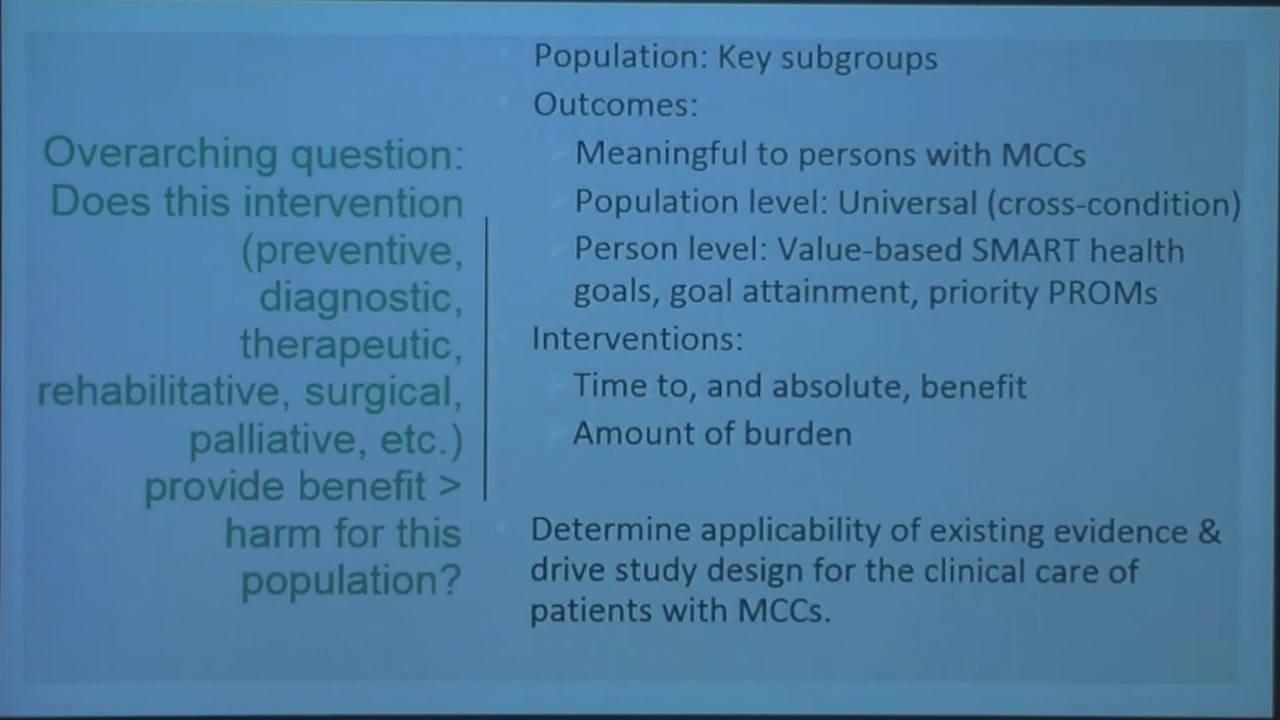 Overarching question:
Does this intervention
(preventive,
diagnostic,
therapeutic,
rehabilitative, surgical,
palliative, etc.)
provide benefit >
harm for this
population?
Population: Key subgroups
Outcomes:
Meaningful to persons with MCCs
Population level: Universal (cross-condition)
Person level: Value-based SMART health
goals, goal attainment, priority PROMs
Interventions:
Time to, and absolute, benefit
Amount of burden
Determine applicability of existing evidence &
drive study design for the clinical care of
patients with MCCs.